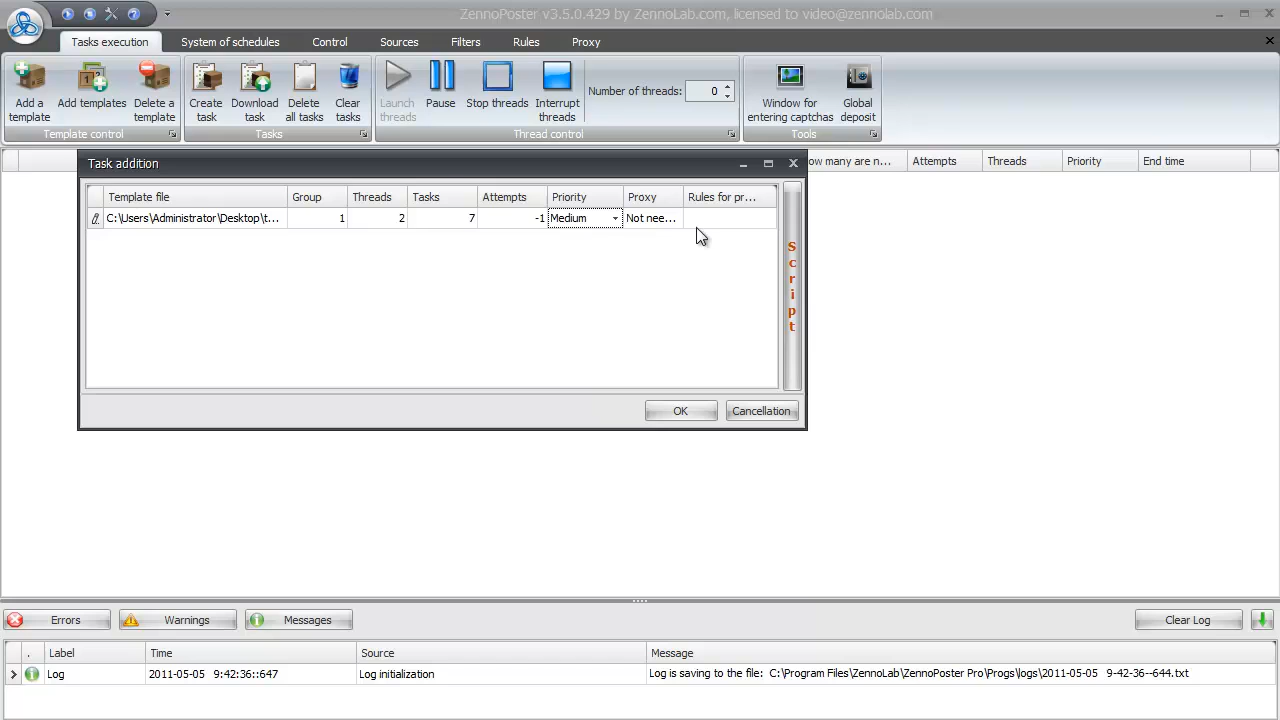 ZennoPoster v3.5.0.429 by ZennoLab.com, licensed to video@zennolab.com
Tasks execution System of schedules Control Sources Filters Rules Proxy
Add a template
Add templates
Delete a template
Create task
Download task
Delete all tasks
Clear tasks
Launch threads
Pause
Stop threads
Interrupt threads
Number of threads: 0
Window for entering captchas
Global deposit
Template control Tasks Thread control Tools
Task addition
ow many are n... Attempts Threads Priority End time
Template file Group Threads Tasks Attempts Priority Proxy Rules for pr...
C:\Users\Administrator\Desktop\t... 1 2 7 -1 Medium Not nee...
Script
OK Cancellation
Errors Warnings Messages Clear Log
. Label Time Source Message
Log 2011-05-05 9:42:36::647 Log initialization Log is saving to the file: C:\Program Files\ZennoLab\ZennoPoster Pro\Progs\logs\2011-05-05 9-42-36--644.txt